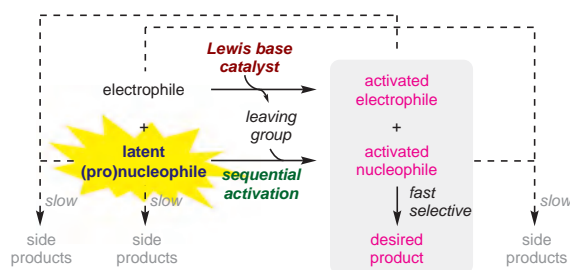 Lewis base
catalyst
electrophile
activated
electrophile
leaving
group
+
+
latent
(pro)nucleophile
activated
nucleophile
sequential
activation
slow
slow
fast
selective
slow
side
products
side
products
desired
product
side
products